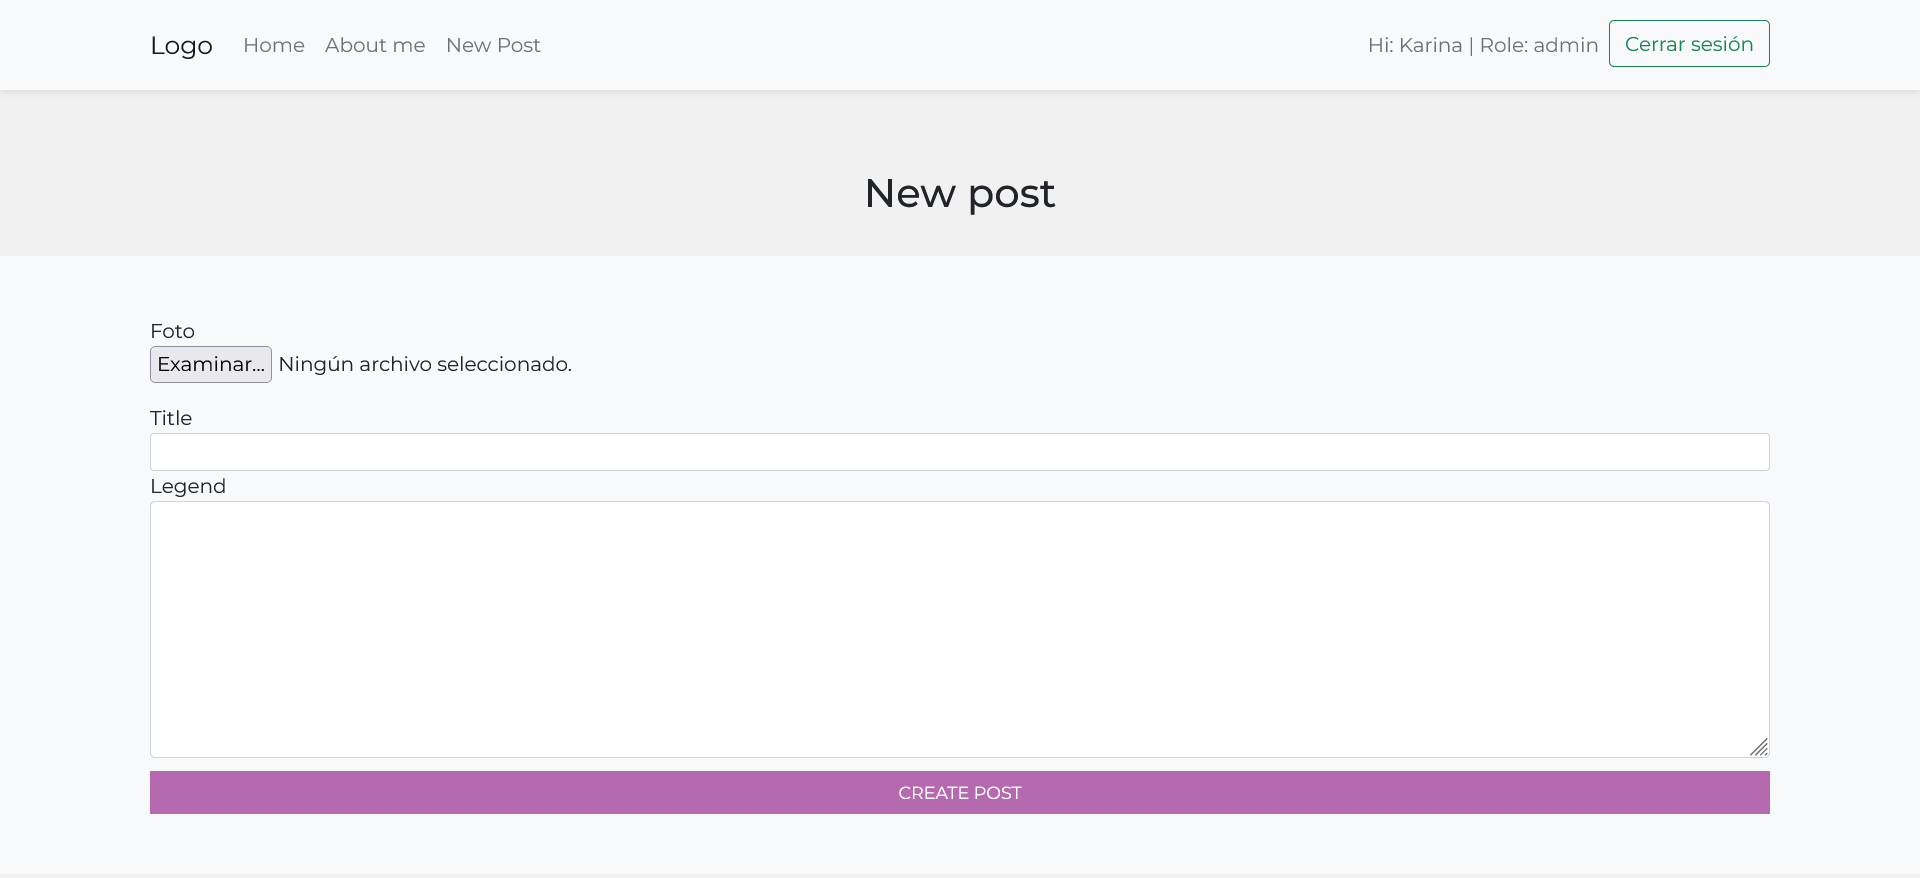 Logo Home About me New Post Hi: Karina | Role: admin Cerrar sesión
New post
Foto
Examinar... Ningún archivo seleccionado.
Title
Legend
CREATE POST